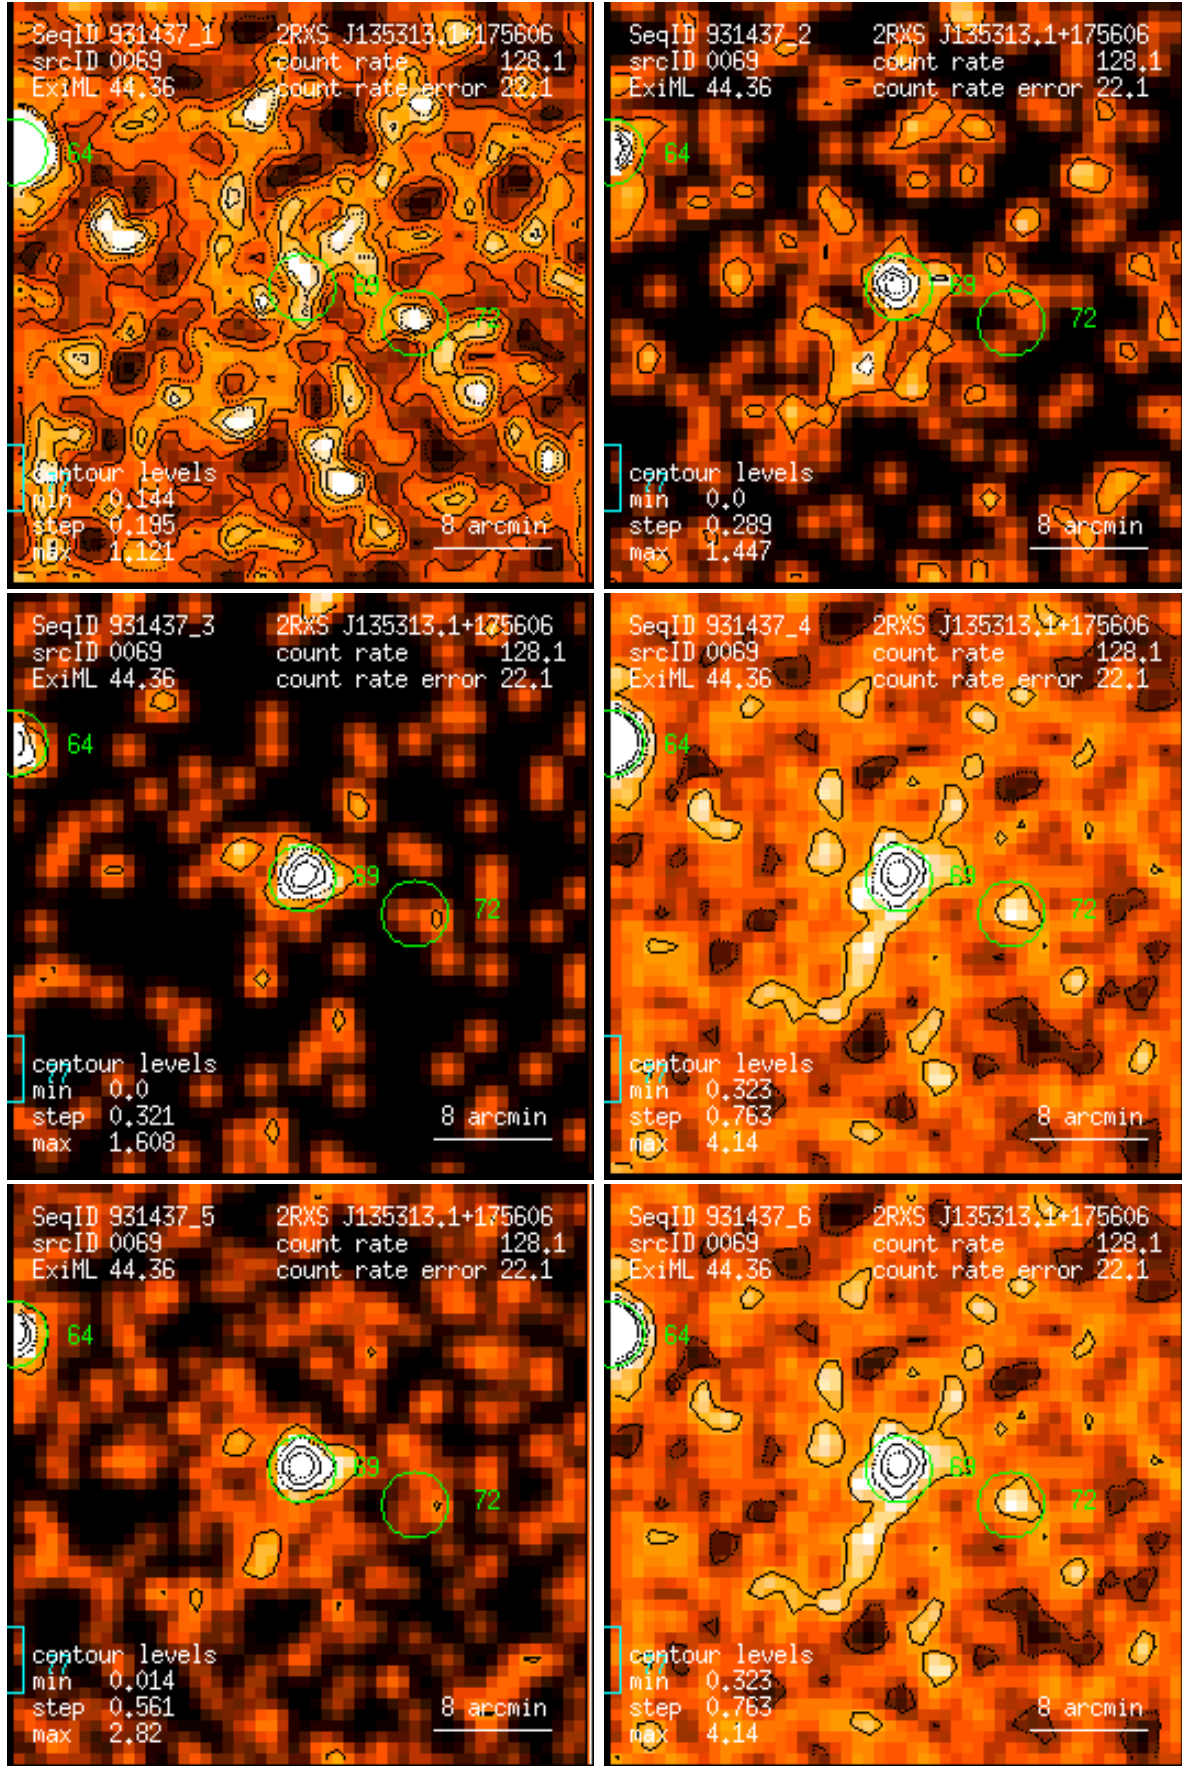 SeqID 931437_1 2RXS J135313.1+175606
srcID 0069 count rate 128.1
ExiML 44.36 count rate error 22.1
64
69
72
77
contour levels
min 0.144
step 0.195
max 1.121
8 arcmin
SeqID 931437_2 2RXS J135313.1+175606
srcID 0069 count rate 128.1
ExiML 44.36 count rate error 22.1
64
69
72
77
contour levels
min 0.0
step 0.289
max 1.447
8 arcmin
SeqID 931437_3 2RXS J135313.1+175606
srcID 0069 count rate 128.1
ExiML 44.36 count rate error 22.1
64
69
72
77
contour levels
min 0.0
step 0.321
max 1.608
8 arcmin
SeqID 931437_4 2RXS J135313.1+175606
srcID 0069 count rate 128.1
ExiML 44.36 count rate error 22.1
64
69
72
77
contour levels
min 0.323
step 0.763
max 4.14
8 arcmin
SeqID 931437_5 2RXS J135313.1+175606
srcID 0069 count rate 128.1
ExiML 44.36 count rate error 22.1
64
69
72
77
contour levels
min 0.014
step 0.561
max 2.82
8 arcmin
SeqID 931437_6 2RXS J135313.1+175606
srcID 0069 count rate 128.1
ExiML 44.36 count rate error 22.1
64
69
72
77
contour levels
min 0.323
step 0.763
max 4.14
8 arcmin